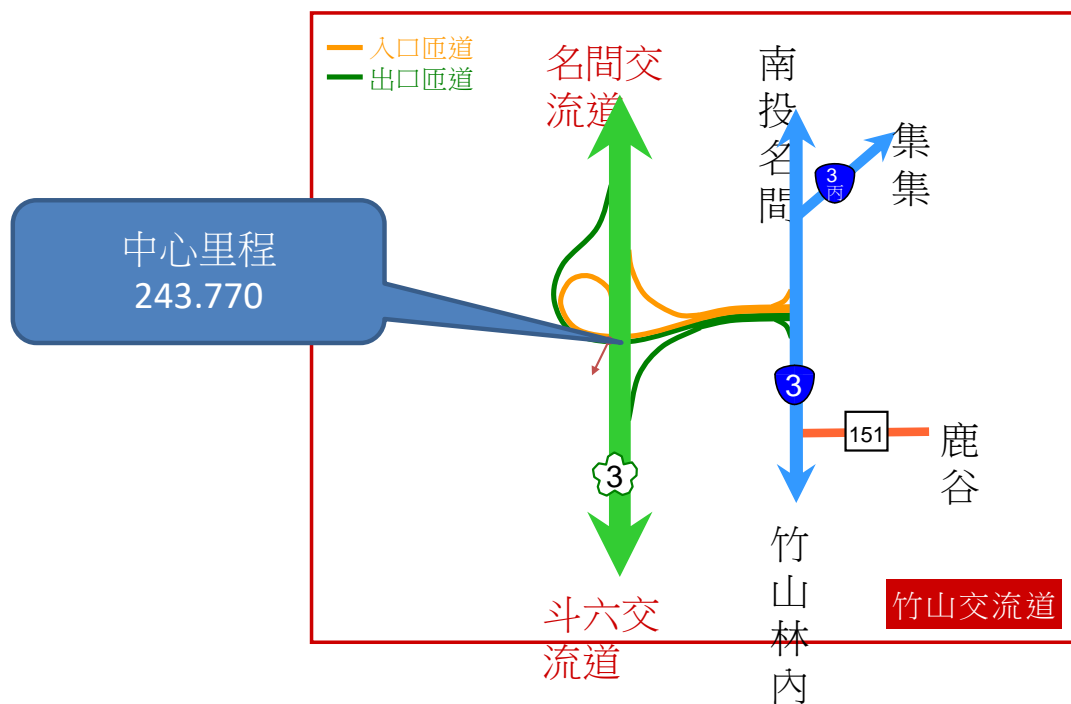 入口匝道
出口匝道
名間交
流道
南投名間
集集
3
丙
中心里程
243.770
3
151
鹿谷
3
竹山林內
斗六交
流道
竹山交流道